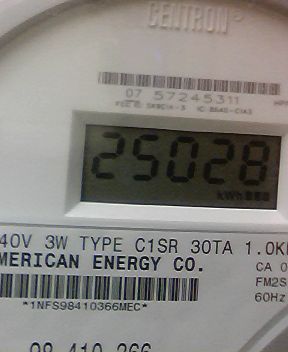 CENTRON®
07 57245311
25028
kWh
40V 3W TYPE C1SR 30TA 1.0K
MERICAN ENERGY CO.
CA 0
FM2S
60Hz
*1NFS98410366MEC*
98 410 366